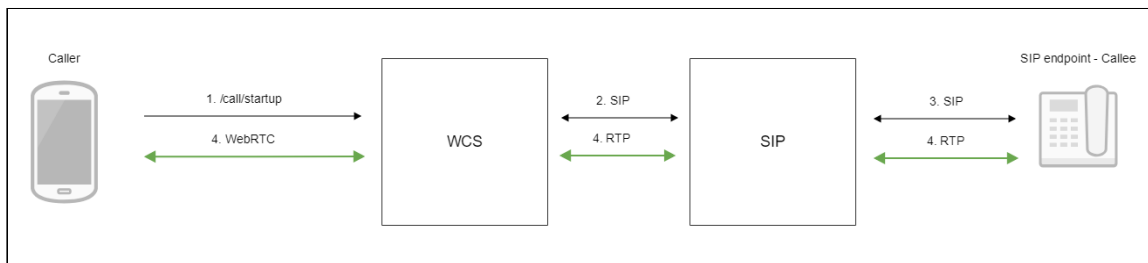 Caller
SIP endpoint - Callee
1. /call/startup
2. SIP
3. SIP
4. WebRTC
WCS
4. RTP
SIP
4. RTP